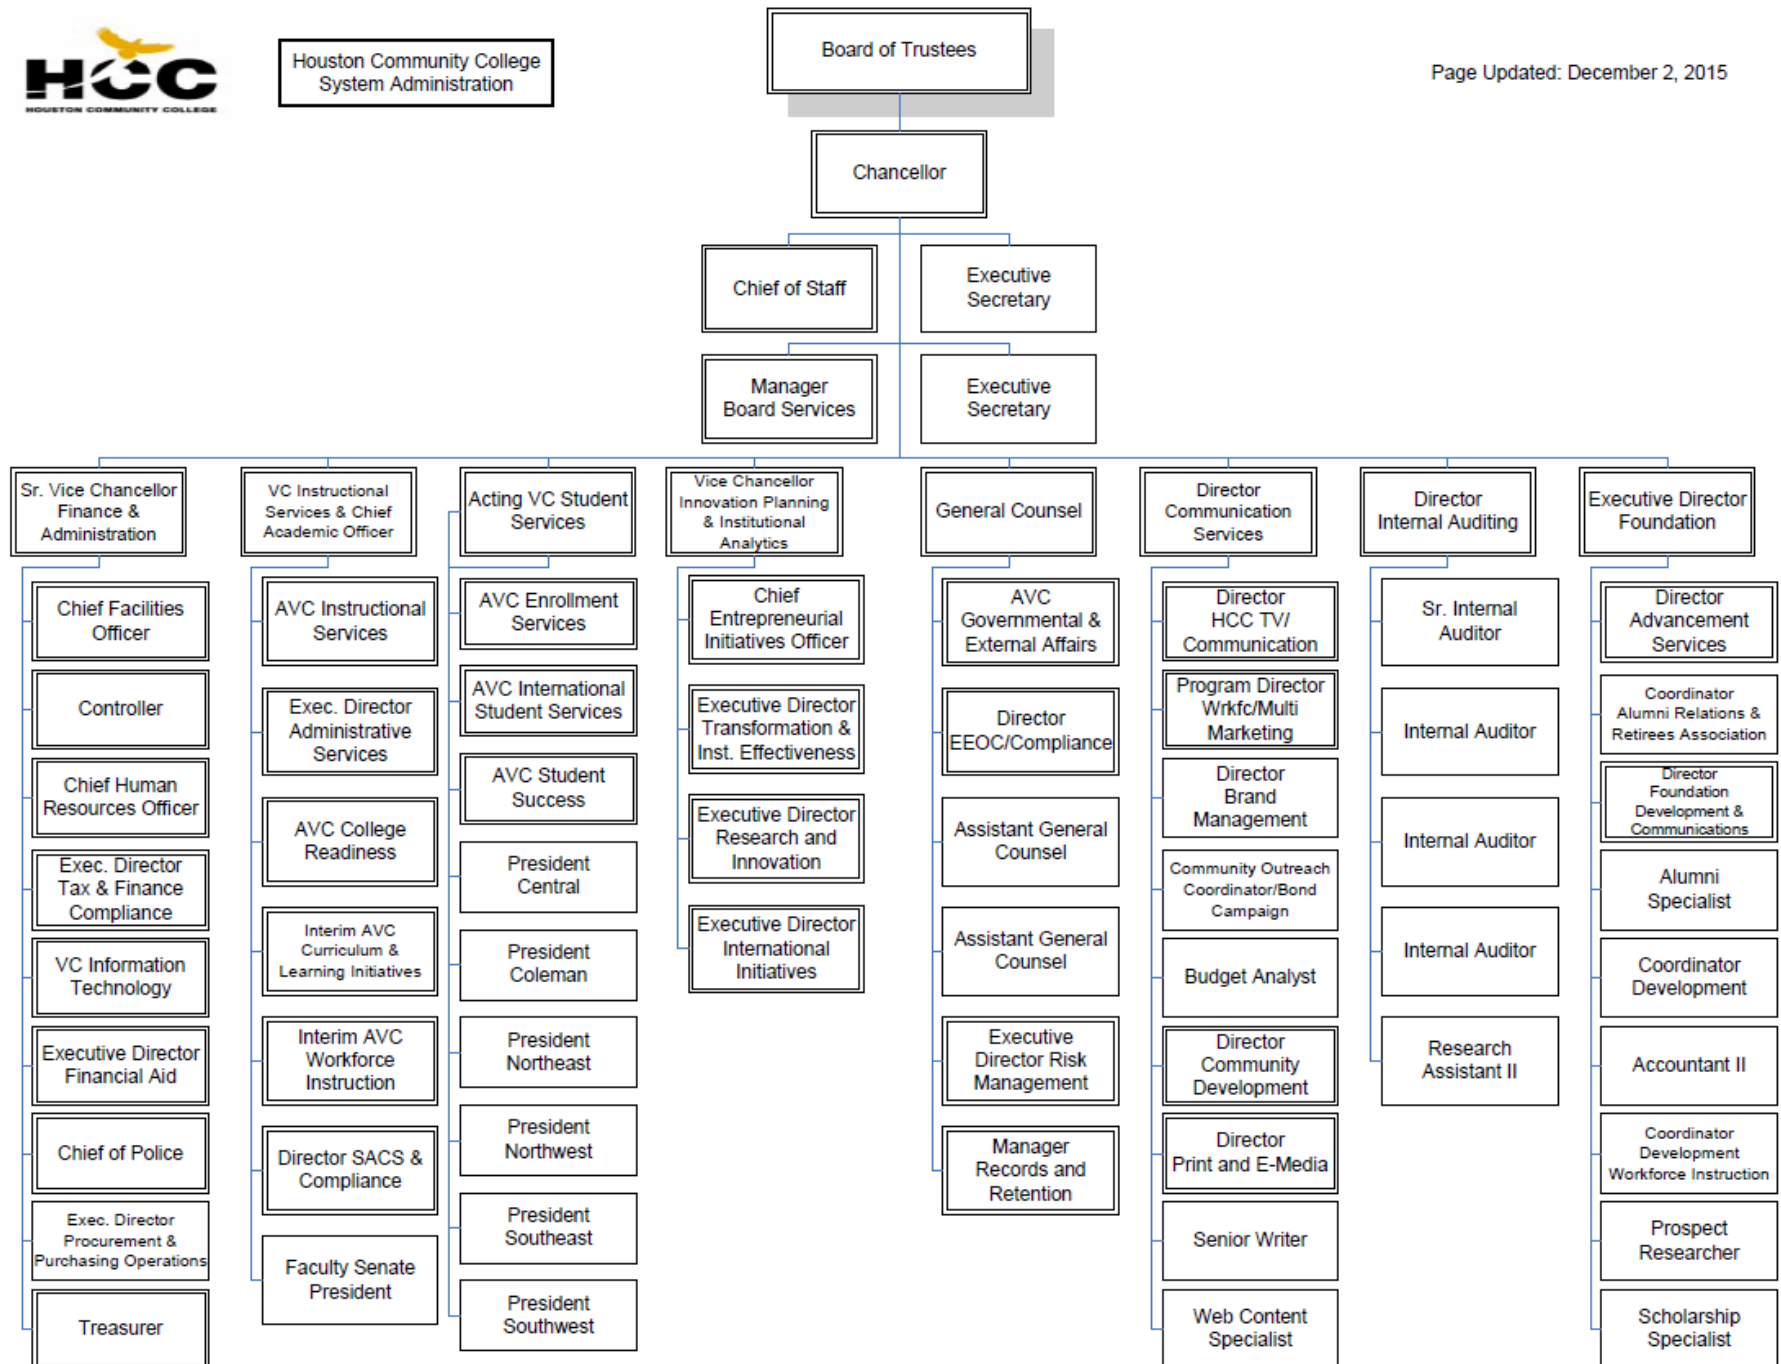 HCC
HOUSTON COMMUNITY COLLEGE
Houston Community College
System Administration
Board of Trustees
Page Updated: December 2, 2015
Chancellor
Chief of Staff
Executive
Secretary
Manager
Board Services
Executive
Secretary
Sr. Vice Chancellor
Finance &
Administration
Chief Facilities
Officer
Controller
Chief Human
Resources Officer
Exec. Director
Tax & Finance
Compliance
VC Information
Technology
Executive Director
Financial Aid
Chief of Police
Exec. Director
Procurement &
Purchasing Operations
Treasurer
VC Instructional
Services & Chief
Academic Officer
AVC Instructional
Services
Exec. Director
Administrative
Services
AVC College
Readiness
Interim AVC
Curriculum &
Learning Initiatives
Interim AVC
Workforce
Instruction
Director SACS &
Compliance
Faculty Senate
President
Acting VC Student
Services
AVC Enrollment
Services
AVC International
Student Services
AVC Student
Success
President
Central
President
Coleman
President
Northeast
President
Northwest
President
Southeast
President
Southwest
Vice Chancellor
Innovation Planning
& Institutional
Analytics
Chief
Entrepreneurial
Initiatives Officer
Executive Director
Transformation &
Inst. Effectiveness
Executive Director
Research and
Innovation
Executive Director
International
Initiatives
General Counsel
AVC
Governmental &
External Affairs
Director
EEOC/Compliance
Assistant General
Counsel
Assistant General
Counsel
Executive
Director Risk
Management
Manager
Records and
Retention
Director
Communication
Services
Director
HCC TV/
Communication
Program Director
Wrkfc/Multi
Marketing
Director
Brand
Management
Community Outreach
Coordinator/Bond
Campaign
Budget Analyst
Director
Community
Development
Director
Print and E-Media
Senior Writer
Web Content
Specialist
Director
Internal Auditing
Sr. Internal
Auditor
Internal Auditor
Internal Auditor
Internal Auditor
Research
Assistant II
Executive Director
Foundation
Director
Advancement
Services
Coordinator
Alumni Relations &
Retirees Association
Director
Foundation
Development &
Communications
Alumni
Specialist
Coordinator
Development
Accountant II
Coordinator
Development
Workforce Instruction
Prospect
Researcher
Scholarship
Specialist